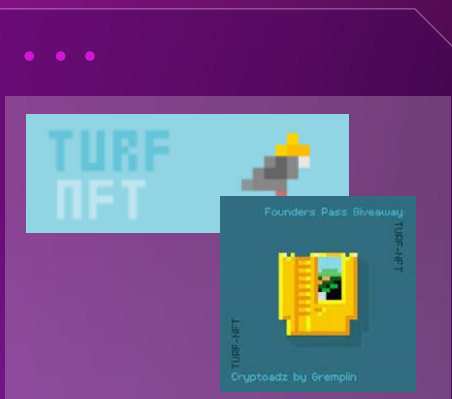 TURF
NFT
Founders Pass Giveaway
TURF-NFT
TURF-NFT
Cryptoadz by Gremplin